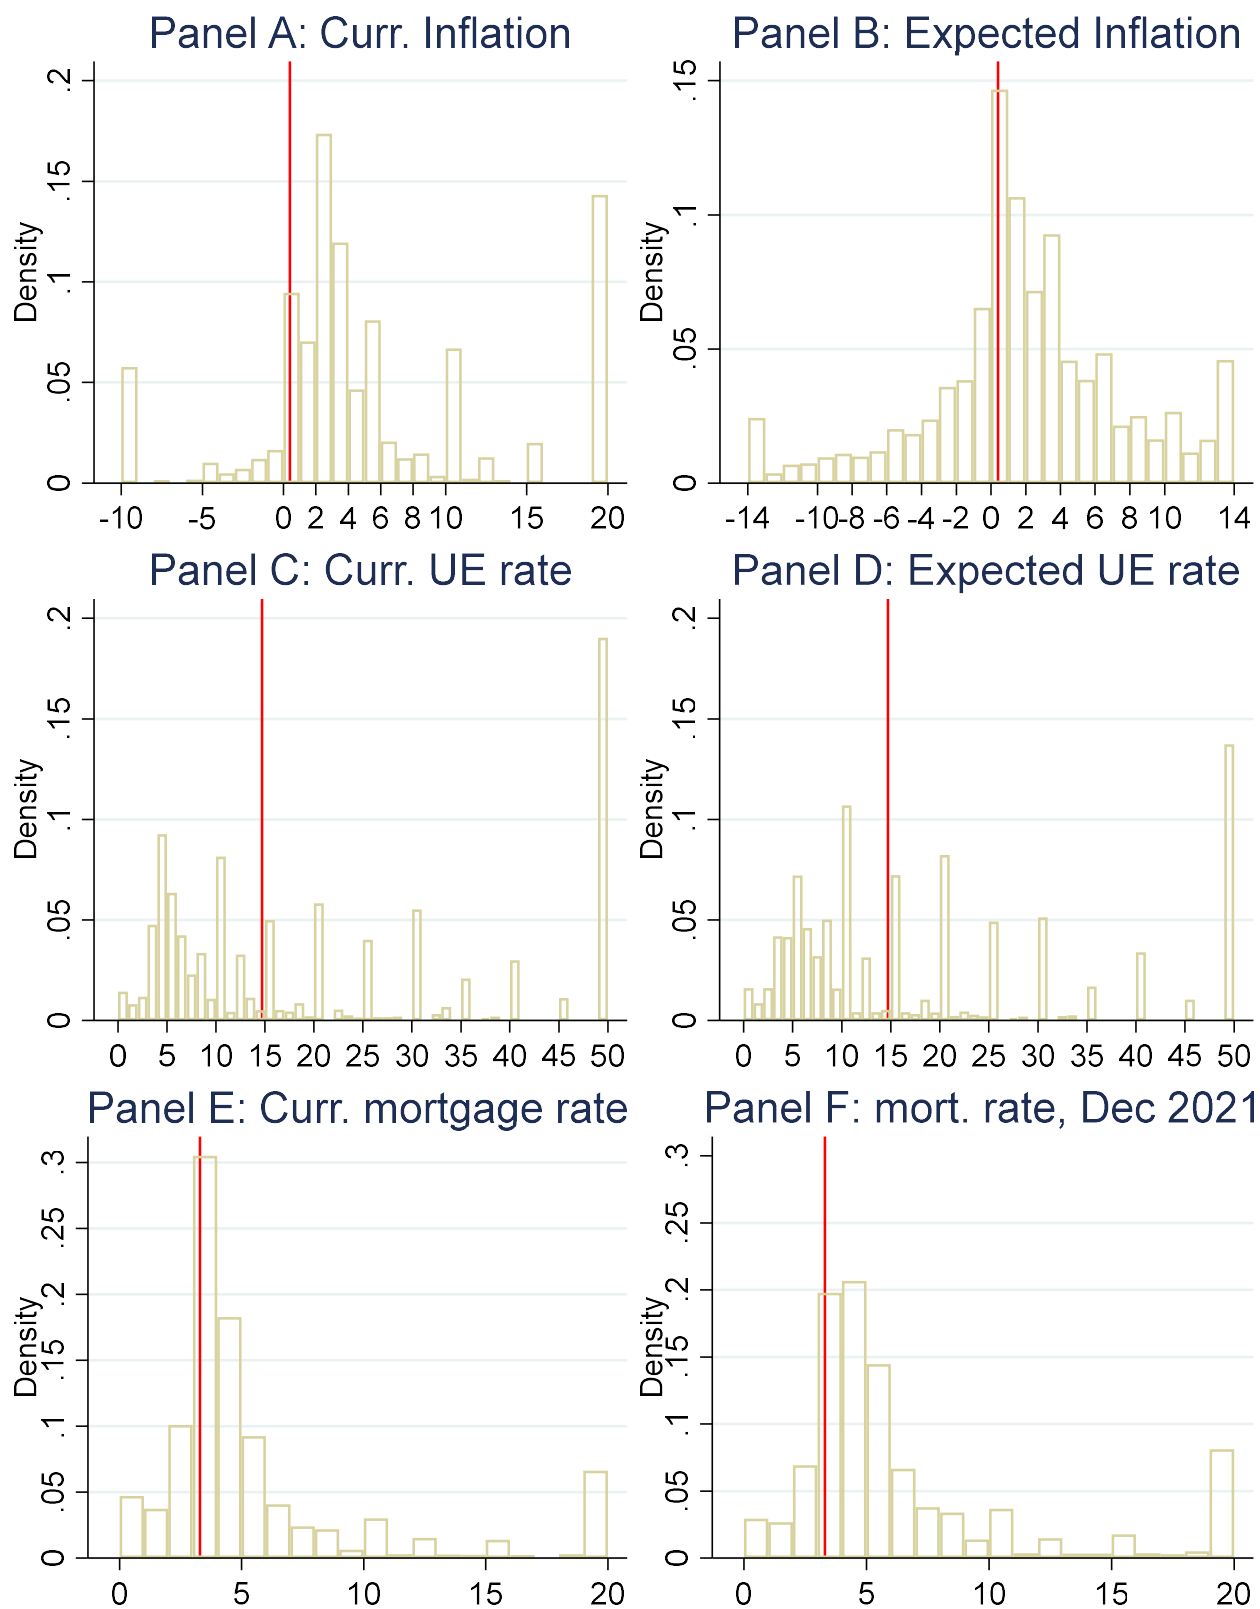 Panel A: Curr. Inflation
Density
0 .05 .1 .15 .2
-10 -5 0 2 4 6 8 10 15 20
Panel B: Expected Inflation
Density
0 .05 .1 .15
-14 -10 -8 -6 -4 -2 0 2 4 6 8 10 14
Panel C: Curr. UE rate
Density
0 .05 .1 .15 .2
0 5 10 15 20 25 30 35 40 45 50
Panel D: Expected UE rate
Density
0 .05 .1 .15 .2
0 5 10 15 20 25 30 35 40 45 50
Panel E: Curr. mortgage rate
Density
0 .05 .1 .15 .2 .25 .3
0 5 10 15 20
Panel F: mort. rate, Dec 2021
Density
0 .05 .1 .15 .2 .25 .3
0 5 10 15 20